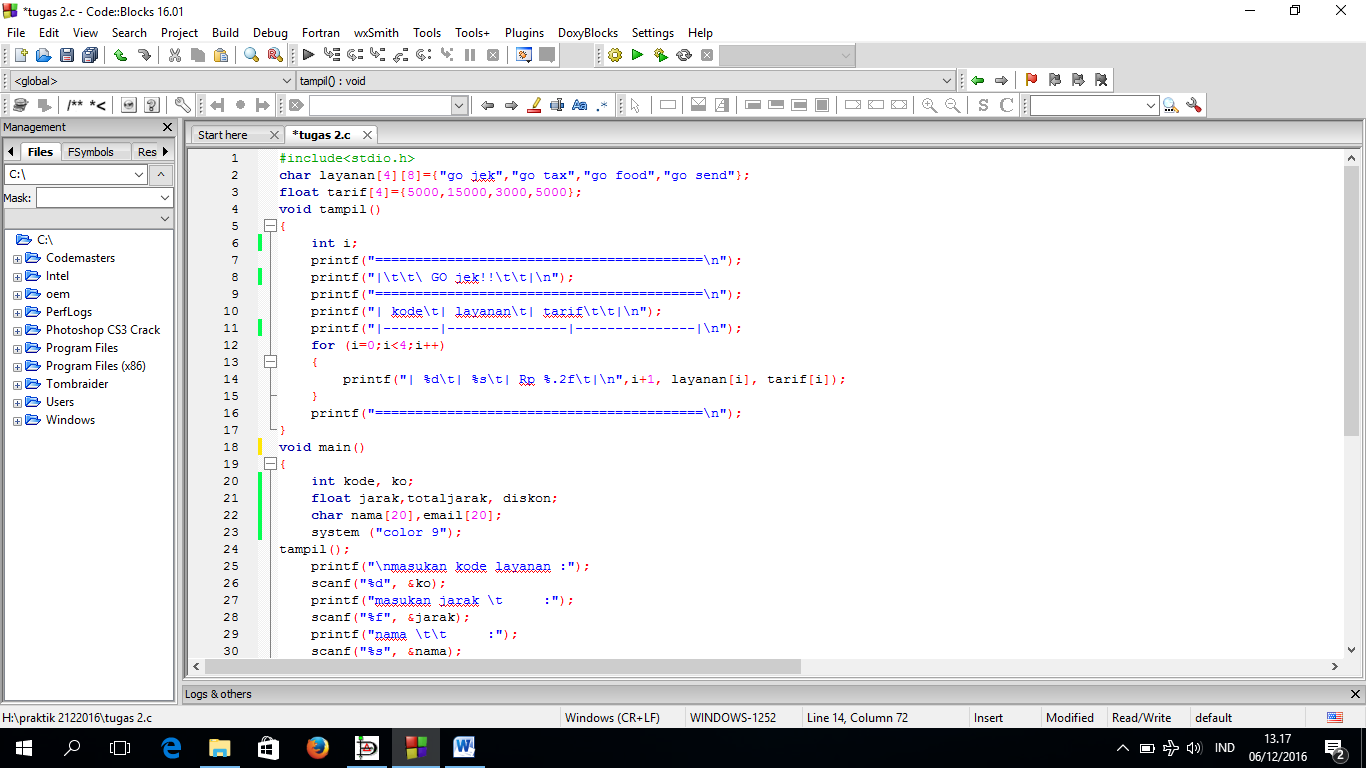 *tugas 2.c - Code::Blocks 16.01
File Edit View Search Project Build Debug Fortran wxSmith Tools Tools+ Plugins DoxyBlocks Settings Help
<global> tampil() : void
/** *<
Aa .*
S C
Management
Files FSymbols Res
C:\
Mask:
C:\
Codemasters
Intel
oem
PerfLogs
Photoshop CS3 Crack
Program Files
Program Files (x86)
Tombraider
Users
Windows
Start here *tugas 2.c
1 #include<stdio.h>
2 char layanan[4][8]={"go jek","go tax","go food","go send"};
3 float tarif[4]={5000,15000,3000,5000};
4 void tampil()
5 {
6 int i;
7 printf("=========================================\n");
8 printf("|\t\t\ GO jek!!\t\t|\n");
9 printf("=========================================\n");
10 printf("| kode\t| layanan\t| tarif\t\t|\n");
11 printf("|-------|---------------|---------------|\n");
12 for (i=0;i<4;i++)
13 {
14 printf("| %d\t| %s\t| Rp %.2f\t|\n",i+1, layanan[i], tarif[i]);
15 }
16 printf("=========================================\n");
17 }
18 void main()
19 {
20 int kode, ko;
21 float jarak,totaljarak, diskon;
22 char nama[20],email[20];
23 system ("color 9");
24 tampil();
25 printf("\nmasukan kode layanan :");
26 scanf("%d", &ko);
27 printf("masukan jarak \t     :");
28 scanf("%f", &jarak);
29 printf("nama \t\t     :");
30 scanf("%s", &nama);
Logs & others
H:\praktik 2122016\tugas 2.c Windows (CR+LF) WINDOWS-1252 Line 14, Column 72 Insert Modified Read/Write default
IND
13.17
06/12/2016
2